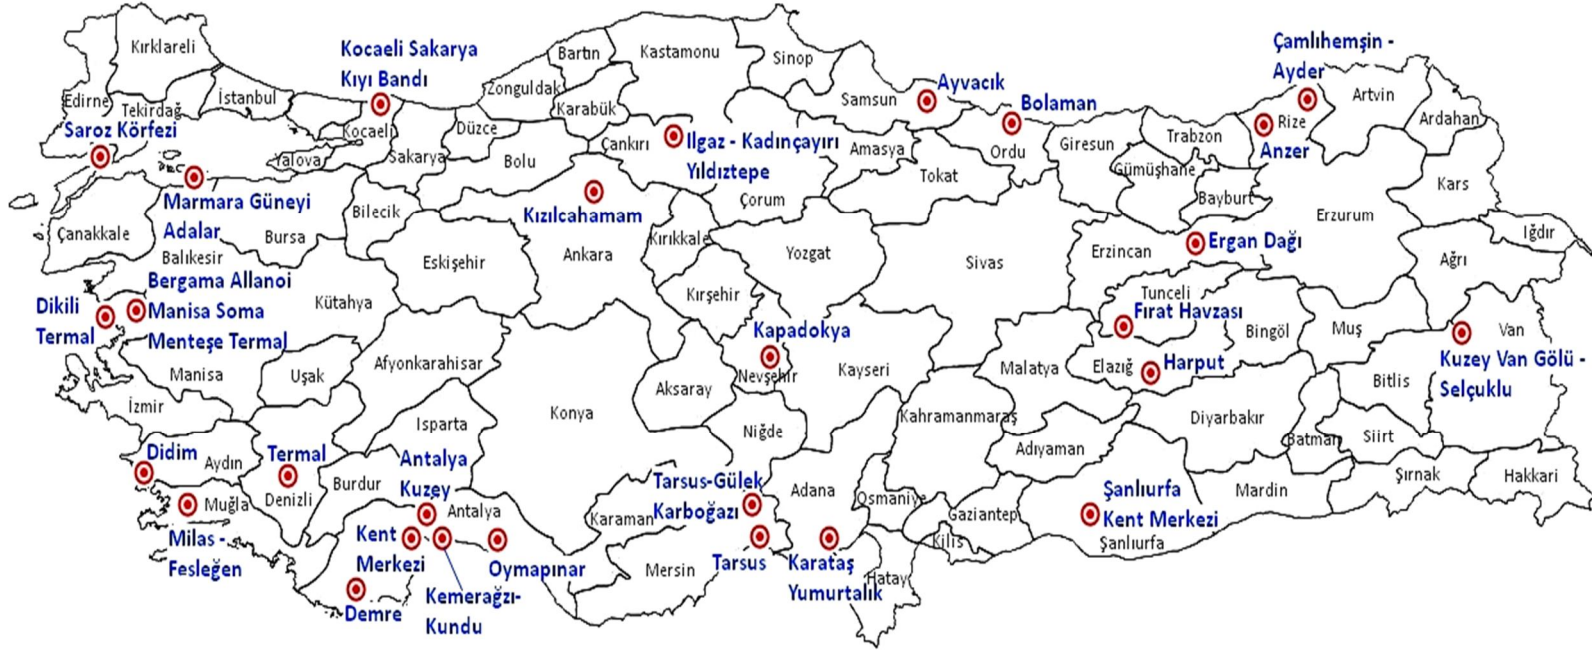 Kırklareli
Edirne
Tekirdağ
İstanbul
Saroz Körfezi
Kocaeli Sakarya
Kıyı Bandı
Kocaeli
Yalova
Sakarya
Düzce
Zonguldak
Bartın
Karabük
Kastamonu
Sinop
Bolu
Çankırı
Ilgaz - Kadınçayırı
Yıldıztepe
Samsun
Ayvacık
Bolaman
Amasya
Ordu
Tokat
Giresun
Trabzon
Gümüşhane
Bayburt
Çamlıhemşin -
Ayder
Rize
Anzer
Artvin
Ardahan
Kars
Erzurum
Iğdır
Ağrı
Çanakkale
Marmara Güneyi
Adalar
Balıkesir
Bursa
Bilecik
Kızılcahamam
Ankara
Eskişehir
Kırıkkale
Çorum
Yozgat
Kırşehir
Sivas
Erzincan
Ergan Dağı
Tunceli
Fırat Havzası
Bingöl
Muş
Van
Kuzey Van Gölü -
Selçuklu
Bitlis
Elazığ
Harput
Malatya
Dikili
Termal
Bergama Allanoi
Manisa Soma
Menteşe Termal
Kütahya
Manisa
Uşak
Afyonkarahisar
İzmir
Kapadokya
Nevşehir
Kayseri
Aksaray
Konya
Isparta
Niğde
Kahramanmaraş
Adıyaman
Diyarbakır
Batman
Siirt
Şırnak
Hakkari
Mardin
Didim
Aydın
Termal
Denizli
Burdur
Muğla
Milas -
Fesleğen
Antalya
Kuzey
Antalya
Kent
Merkezi
Demre
Kemerağzı-
Kundu
Oymapınar
Karaman
Mersin
Tarsus-Gülek
Karboğazı
Tarsus
Adana
Karataş
Yumurtalık
Osmaniye
Hatay
Gaziantep
Kilis
Şanlıurfa
Kent Merkezi
Şanlıurfa